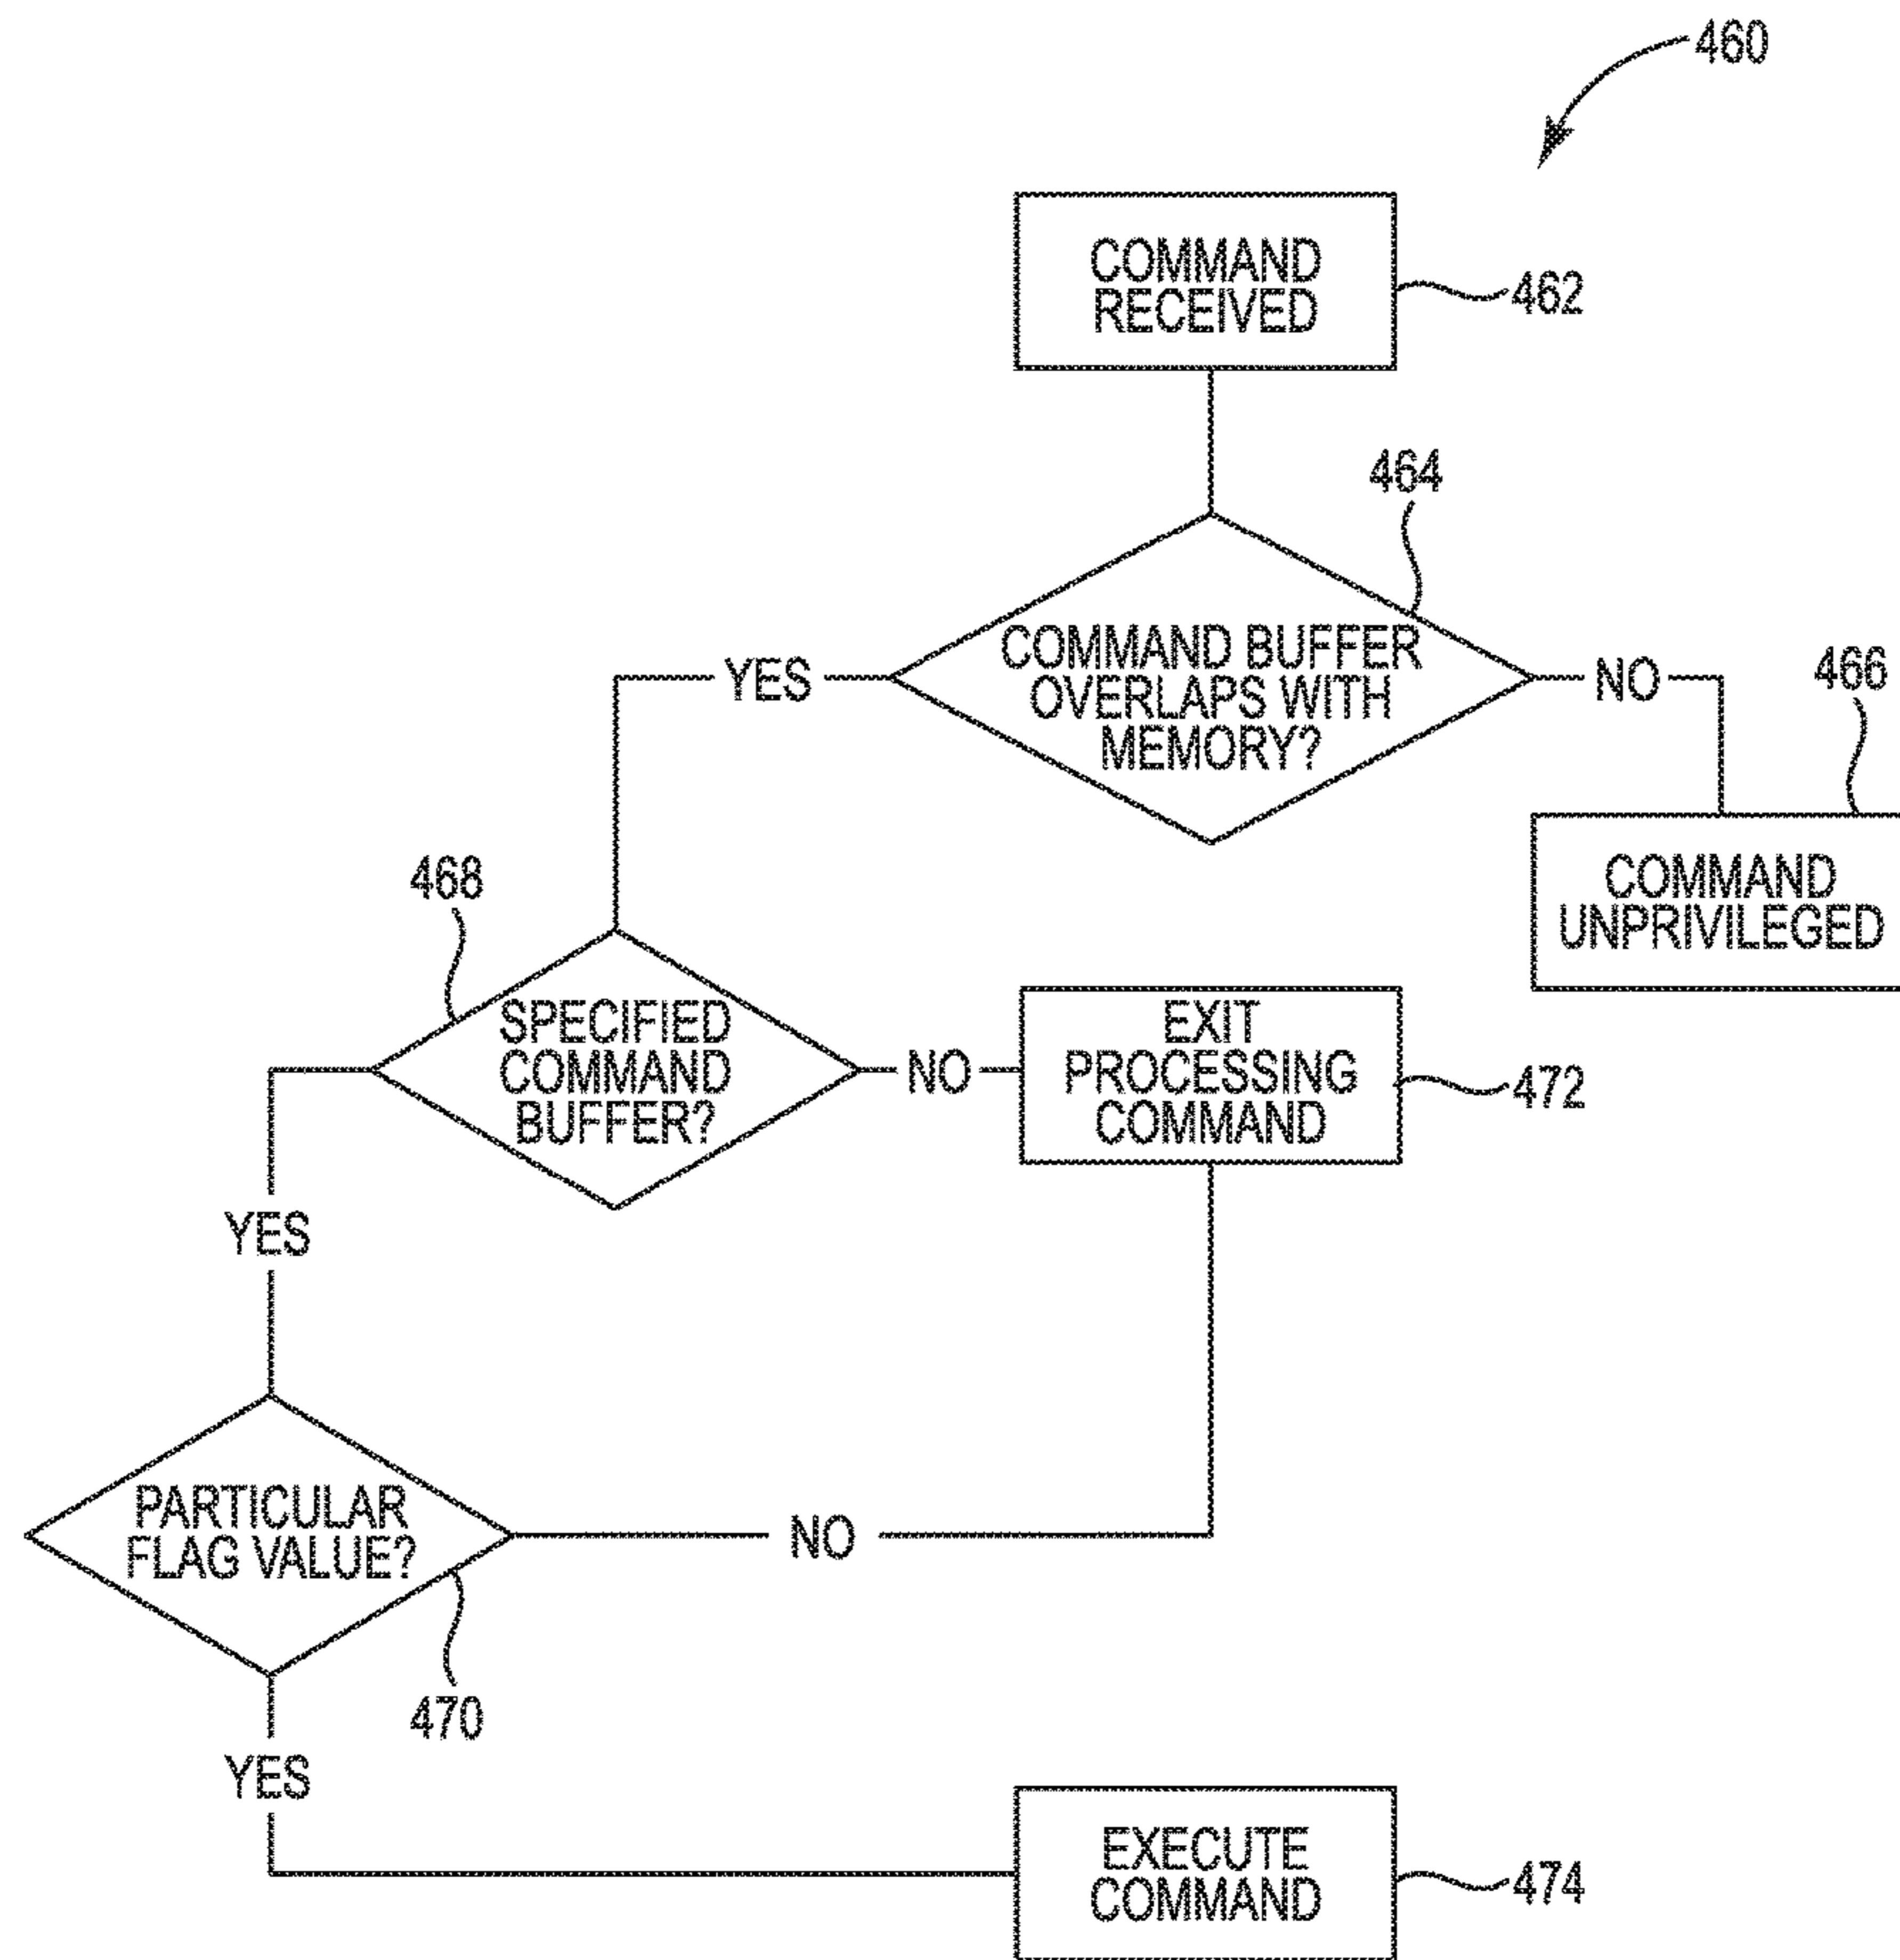 460
COMMAND
RECEIVED
462
464
COMMAND BUFFER
OVERLAPS WITH
MEMORY?
YES
NO
466
COMMAND
UNPRIVILEGED
468
SPECIFIED
COMMAND
BUFFER?
NO
EXIT
PROCESSING
COMMAND
472
YES
PARTICULAR
FLAG VALUE?
NO
470
YES
EXECUTE
COMMAND
474